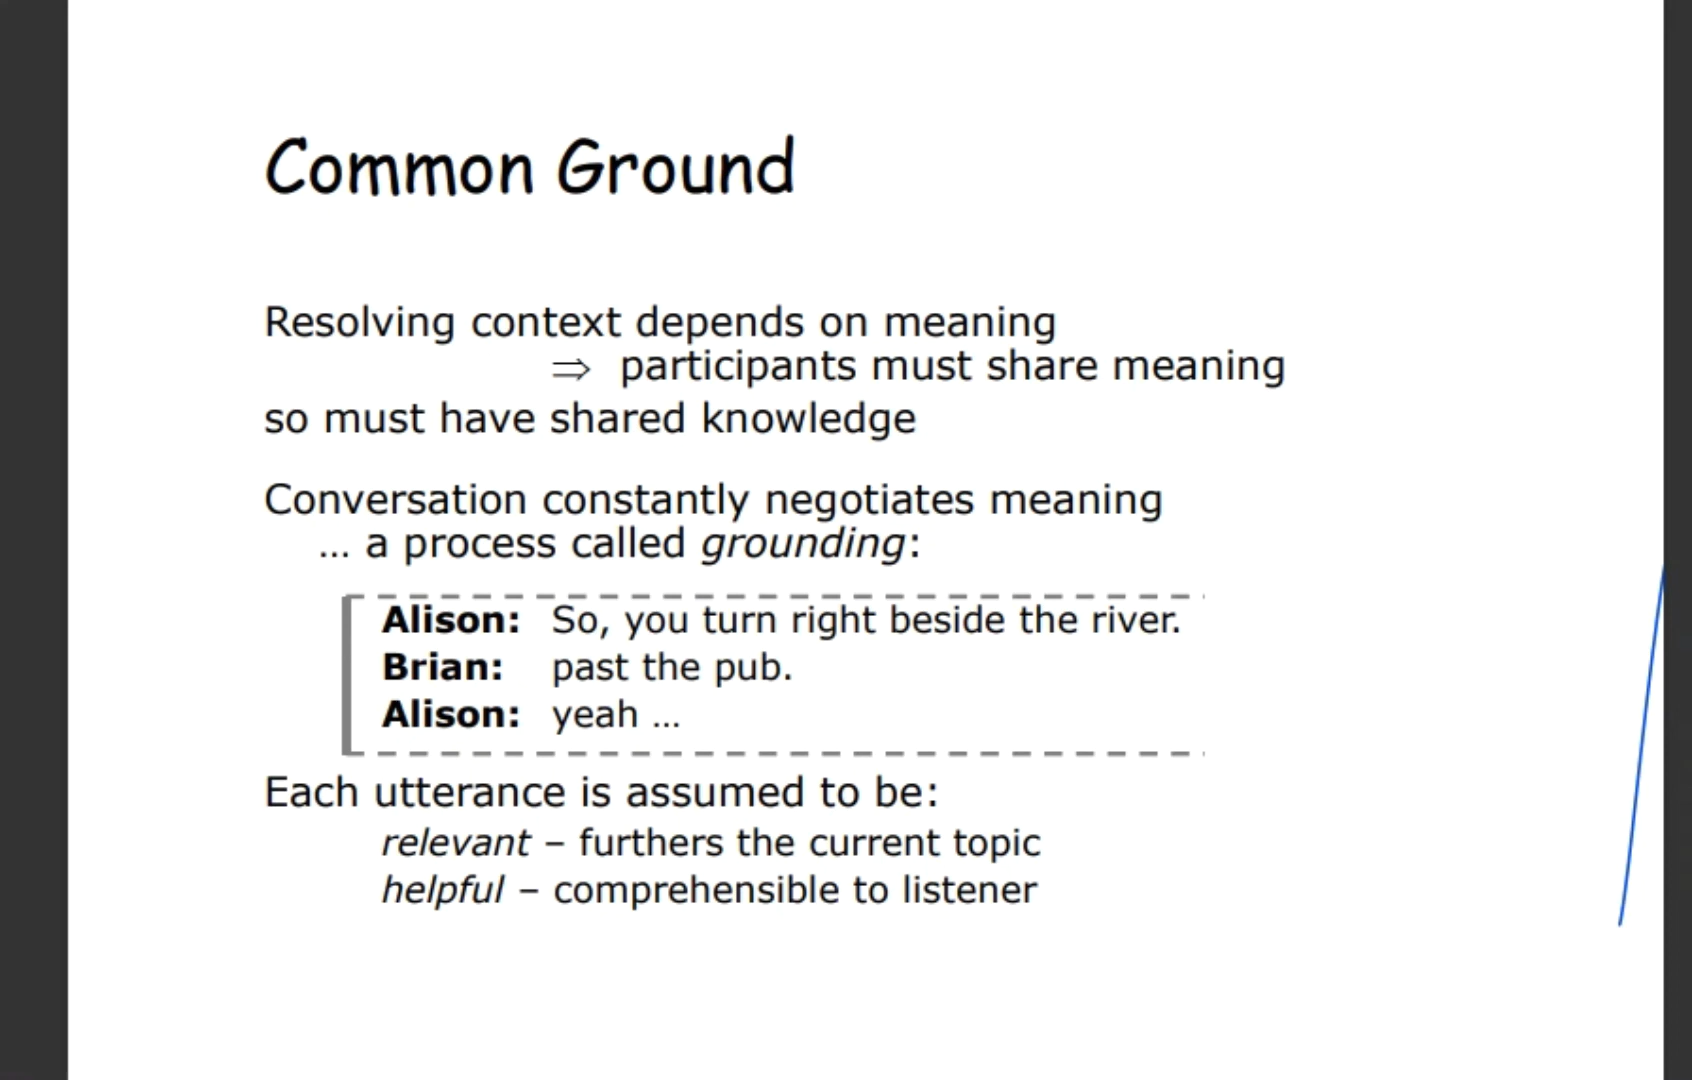 Common Ground
Resolving context depends on meaning
⇒ participants must share meaning
so must have shared knowledge
Conversation constantly negotiates meaning
… a process called grounding:
Alison: So, you turn right beside the river.
Brian: past the pub.
Alison: yeah …
Each utterance is assumed to be:
relevant – furthers the current topic
helpful – comprehensible to listener